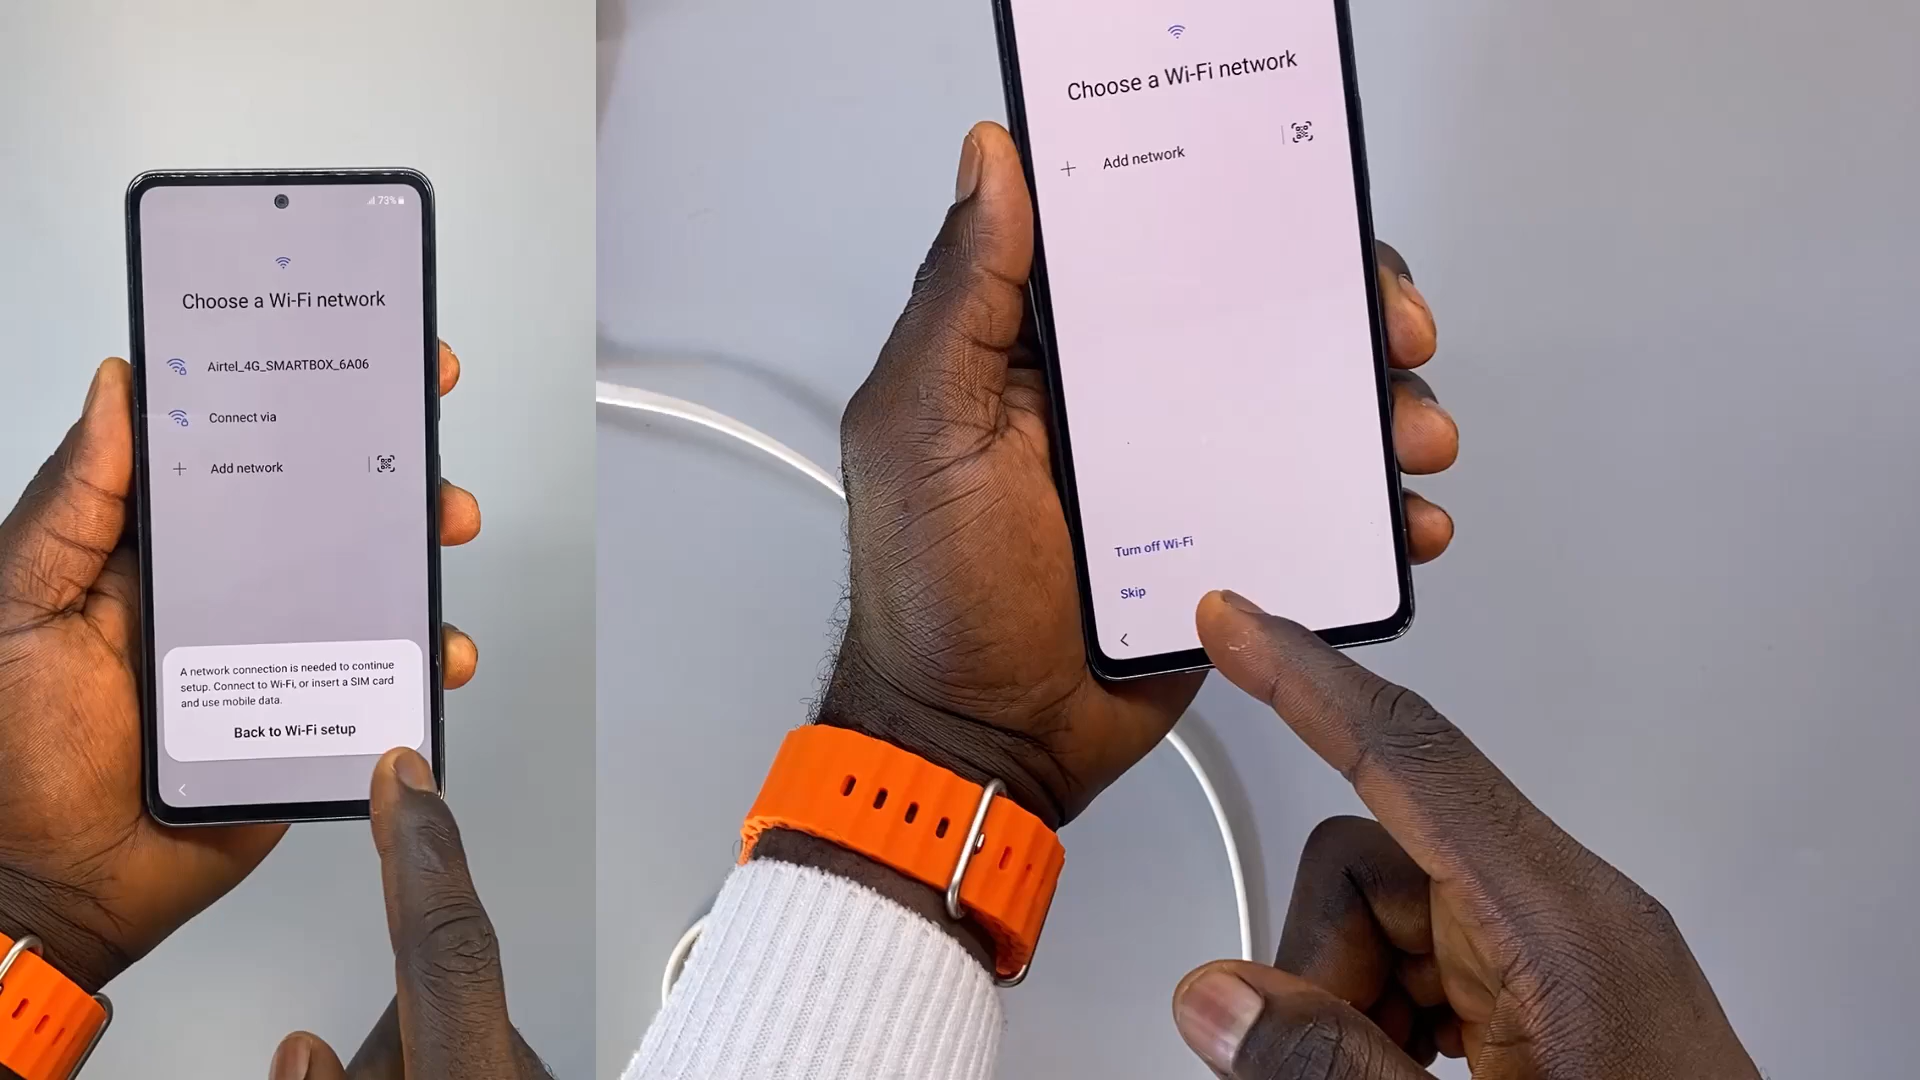 73%
Choose a Wi-Fi network
Airtel_4G_SMARTBOX_6A06
Connect via
Add network
A network connection is needed to continue
setup. Connect to Wi-Fi, or insert a SIM card
and use mobile data.
Back to Wi-Fi setup
Choose a Wi-Fi network
Add network
Turn off Wi-Fi
Skip